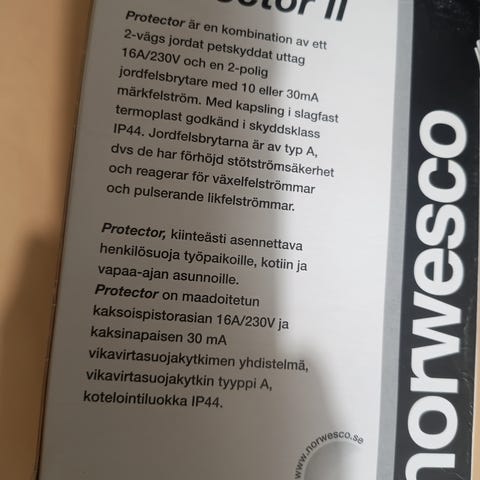 Protector II
Protector är en kombination av ett
2-vägs jordat petskyddat uttag
16A/230V och en 2-polig
jordfelsbrytare med 10 eller 30mA
märkfelström. Med kapsling i slagfast
termoplast godkänd i skyddsklass
IP44. Jordfelsbrytarna är av typ A,
dvs de har förhöjd stötströmsäkerhet
och reagerar för växelfelströmmar
och pulserande likfelströmmar.
Protector, kiinteästi asennettava
henkilösuoja työpaikoille, kotiin ja
vapaa-ajan asunnoille.
Protector on maadoitetun
kaksoispistorasian 16A/230V ja
kaksinapaisen 30 mA
vikavirtasuojakytkimen yhdistelmä,
vikavirtasuojakytkin tyyppi A,
kotelointiluokka IP44.
www.norwesco.se
norwesco